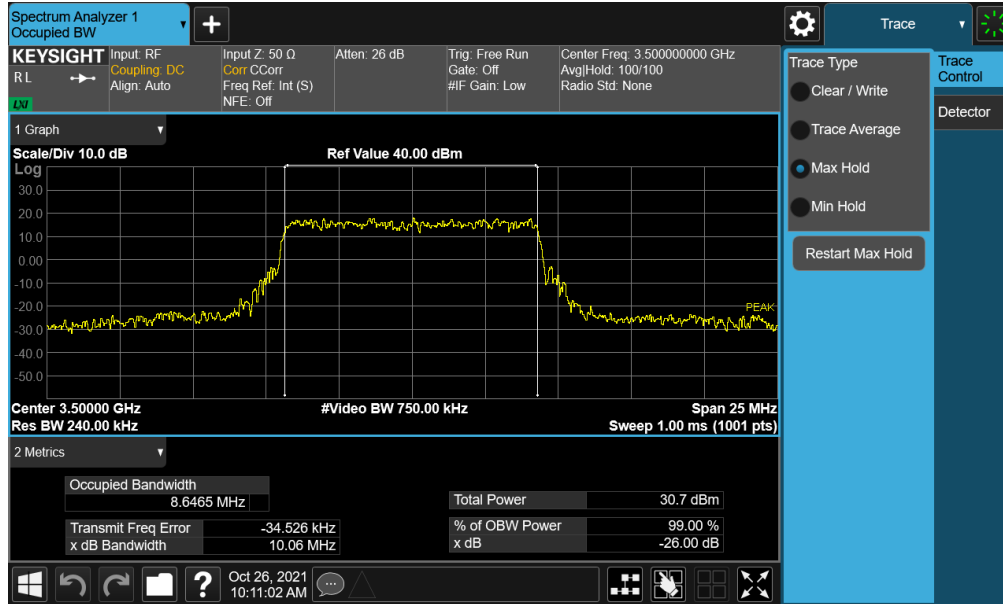 Spectrum Analyzer 1
Occupied BW
+
Trace
KEYSIGHT
R L
LXI
Input: RF
Coupling: DC
Align: Auto
Input Z: 50 Ω
Corr CCorr
Freq Ref: Int (S)
NFE: Off
Atten: 26 dB
Trig: Free Run
Gate: Off
#IF Gain: Low
Center Freq: 3.500000000 GHz
Avg|Hold: 100/100
Radio Std: None
Trace Type
Clear / Write
Trace Average
Max Hold
Min Hold
Restart Max Hold
Trace
Control
Detector
1 Graph
Scale/Div 10.0 dB
Ref Value 40.00 dBm
Log
30.0
20.0
10.0
0.00
-10.0
-20.0
-30.0
-40.0
-50.0
PEAK
Center 3.50000 GHz
#Video BW 750.00 kHz
Span 25 MHz
Res BW 240.00 kHz
Sweep 1.00 ms (1001 pts)
2 Metrics
Occupied Bandwidth
8.6465 MHz
Transmit Freq Error -34.526 kHz
x dB Bandwidth 10.06 MHz
Total Power 30.7 dBm
% of OBW Power 99.00 %
x dB -26.00 dB
?
Oct 26, 2021
10:11:02 AM